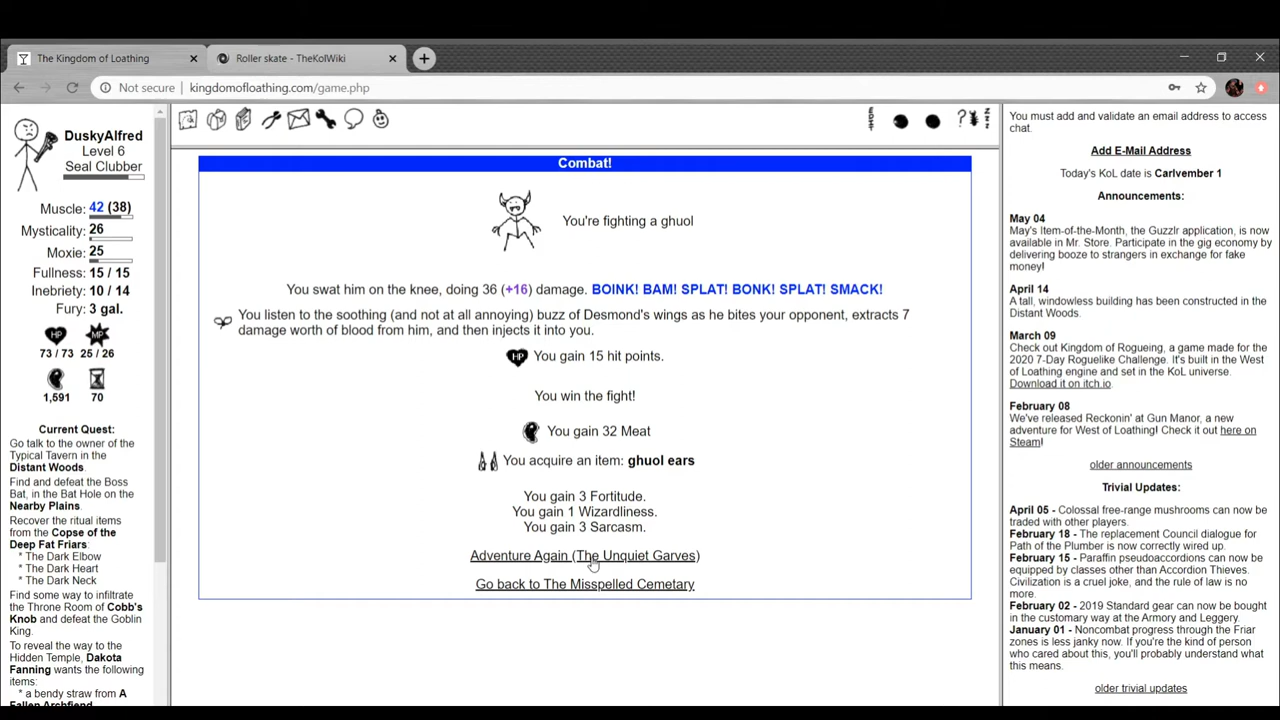 The Kingdom of Loathing
Roller skate - TheKolWiki
Not secure | kingdomofloathing.com/game.php
DuskyAlfred
Level 6
Seal Clubber
Muscle: 42 (38)
Mysticality: 26
Moxie: 25
Fullness: 15 / 15
Inebriety: 10 / 14
Fury: 3 gal.
HP MP
73 / 73 25 / 26
1,591 70
Current Quest:
Go talk to the owner of the
Typical Tavern in the
Distant Woods.
Find and defeat the Boss
Bat, in the Bat Hole on the
Nearby Plains.
Recover the ritual items
from the Copse of the
Deep Fat Friars:
* The Dark Elbow
* The Dark Heart
* The Dark Neck
Find some way to infiltrate
the Throne Room of Cobb's
Knob and defeat the Goblin
King.
To reveal the way to the
Hidden Temple, Dakota
Fanning wants the following
items:
* a bendy straw from A
Fallen Archfiend
Combat!
You're fighting a ghuol
You swat him on the knee, doing 36 (+16) damage. BOINK! BAM! SPLAT! BONK! SPLAT! SMACK!
You listen to the soothing (and not at all annoying) buzz of Desmond's wings as he bites your opponent, extracts 7
damage worth of blood from him, and then injects it into you.
HP You gain 15 hit points.
You win the fight!
You gain 32 Meat
You acquire an item: ghuol ears
You gain 3 Fortitude.
You gain 1 Wizardliness.
You gain 3 Sarcasm.
Adventure Again (The Unquiet Garves)
Go back to The Misspelled Cemetary
You must add and validate an email address to access
chat.
Add E-Mail Address
Today's KoL date is Carlvember 1
Announcements:
May 04
May's Item-of-the-Month, the Guzzlr application, is now
available in Mr. Store. Participate in the gig economy by
delivering booze to strangers in exchange for fake
money!
April 14
A tall, windowless building has been constructed in the
Distant Woods.
March 09
Check out Kingdom of Rogueing, a game made for the
2020 7-Day Roguelike Challenge. It's built in the West
of Loathing engine and set in the KoL universe.
Download it on itch.io.
February 08
We've released Reckonin' at Gun Manor, a new
adventure for West of Loathing! Check it out here on
Steam!
older announcements
Trivial Updates:
April 05 - Colossal free-range mushrooms can now be
traded with other players.
February 18 - The replacement Council dialogue for
Path of the Plumber is now correctly wired up.
February 15 - Paraffin pseudoaccordions can now be
equipped by classes other than Accordion Thieves.
Civilization is a cruel joke, and the rule of law is no
more.
February 02 - 2019 Standard gear can now be bought
in the customary way at the Armory and Leggery.
January 01 - Noncombat progress through the Friar
zones is less janky now. If you're the kind of person
who cared about this, you'll probably understand what
this means.
older trivial updates